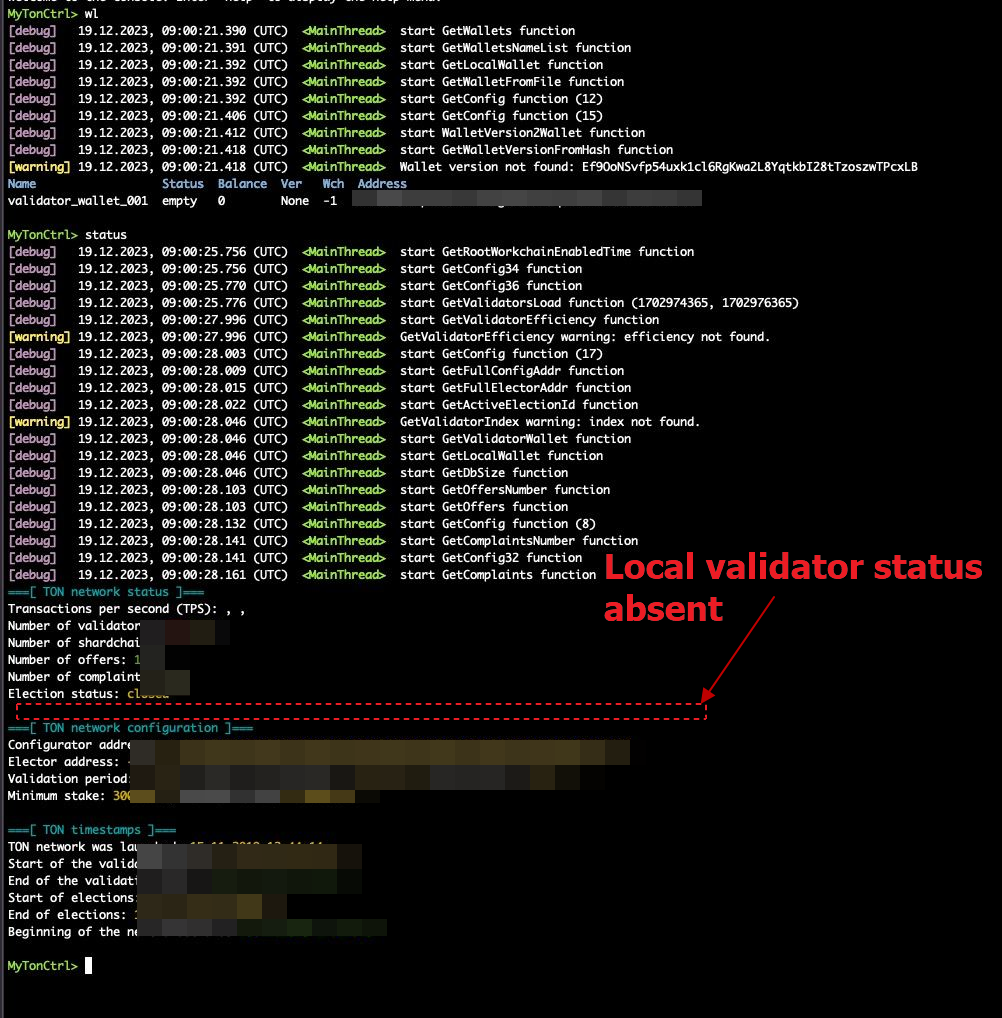 MyTonCtrl> wl
[debug] 19.12.2023, 09:00:21.390 (UTC) <MainThread> start GetWallets function
[debug] 19.12.2023, 09:00:21.391 (UTC) <MainThread> start GetWalletsNameList function
[debug] 19.12.2023, 09:00:21.392 (UTC) <MainThread> start GetLocalWallet function
[debug] 19.12.2023, 09:00:21.392 (UTC) <MainThread> start GetWalletFromFile function
[debug] 19.12.2023, 09:00:21.392 (UTC) <MainThread> start GetConfig function (12)
[debug] 19.12.2023, 09:00:21.406 (UTC) <MainThread> start GetConfig function (15)
[debug] 19.12.2023, 09:00:21.412 (UTC) <MainThread> start WalletVersion2Wallet function
[debug] 19.12.2023, 09:00:21.418 (UTC) <MainThread> start GetWalletVersionFromHash function
[warning] 19.12.2023, 09:00:21.418 (UTC) <MainThread> Wallet version not found: Ef9OoNSvfp54uxk1cl6RgKwa2L8YqtkbIZ8tTzoszwTPcxLB
Name Status Balance Ver Wch Address
validator_wallet_001 empty 0 None -1
MyTonCtrl> status
[debug] 19.12.2023, 09:00:25.756 (UTC) <MainThread> start GetRootWorkchainEnabledTime function
[debug] 19.12.2023, 09:00:25.756 (UTC) <MainThread> start GetConfig34 function
[debug] 19.12.2023, 09:00:25.770 (UTC) <MainThread> start GetConfig36 function
[debug] 19.12.2023, 09:00:25.776 (UTC) <MainThread> start GetValidatorsLoad function (1702974365, 1702976365)
[debug] 19.12.2023, 09:00:27.996 (UTC) <MainThread> start GetValidatorEfficiency function
[warning] 19.12.2023, 09:00:27.996 (UTC) <MainThread> GetValidatorEfficiency warning: efficiency not found.
[debug] 19.12.2023, 09:00:28.003 (UTC) <MainThread> start GetConfig function (17)
[debug] 19.12.2023, 09:00:28.009 (UTC) <MainThread> start GetFullConfigAddr function
[debug] 19.12.2023, 09:00:28.015 (UTC) <MainThread> start GetFullElectorAddr function
[debug] 19.12.2023, 09:00:28.022 (UTC) <MainThread> start GetActiveElectionId function
[warning] 19.12.2023, 09:00:28.046 (UTC) <MainThread> GetValidatorIndex warning: index not found.
[debug] 19.12.2023, 09:00:28.046 (UTC) <MainThread> start GetValidatorWallet function
[debug] 19.12.2023, 09:00:28.046 (UTC) <MainThread> start GetLocalWallet function
[debug] 19.12.2023, 09:00:28.046 (UTC) <MainThread> start GetDbSize function
[debug] 19.12.2023, 09:00:28.103 (UTC) <MainThread> start GetOffersNumber function
[debug] 19.12.2023, 09:00:28.103 (UTC) <MainThread> start GetOffers function
[debug] 19.12.2023, 09:00:28.132 (UTC) <MainThread> start GetConfig function (8)
[debug] 19.12.2023, 09:00:28.141 (UTC) <MainThread> start GetComplaintsNumber function
[debug] 19.12.2023, 09:00:28.141 (UTC) <MainThread> start GetConfig32 function
[debug] 19.12.2023, 09:00:28.161 (UTC) <MainThread> start GetComplaints function
Local validator status
absent
===[ TON network status ]===
Transactions per second (TPS): , ,
Number of validator
Number of shardchai
Number of offers: 1
Number of complaint
Election status: closed
===[ TON network configuration ]===
Configurator addre
Elector address:
Validation period:
Minimum stake: 300
===[ TON timestamps ]===
TON network was
Start of the valid
End of the validati
Start of elections:
End of elections:
Beginning of the ne
MyTonCtrl>